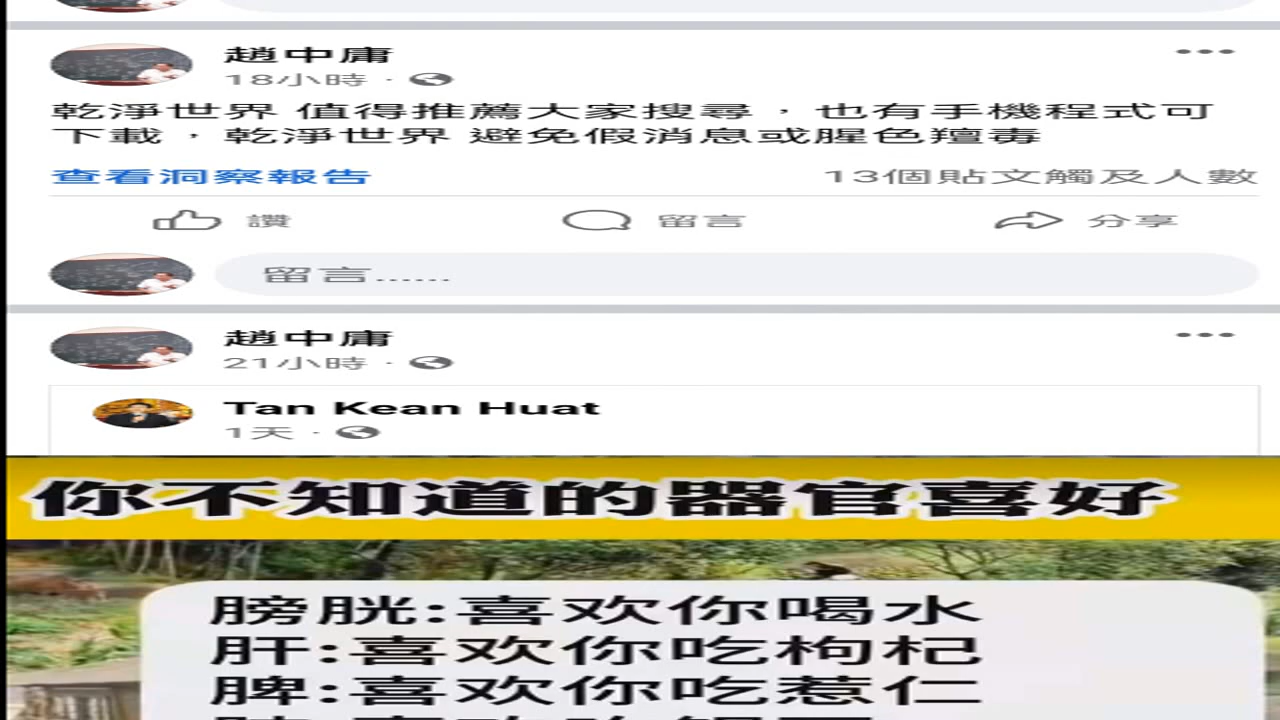 趙中庸
18小時 ·
乾淨世界 值得推薦大家搜尋，也有手機程式可
下載，乾淨世界 避免假消息或腥色羶毒
查看洞察報告 13個貼文觸及人數
讚 留言 分享
留言......
趙中庸
21小時 ·
Tan Kean Huat
1天 ·
你不知道的器官喜好
膀胱:喜欢你喝水
肝:喜欢你吃枸杞
脾:喜欢你吃惹仁